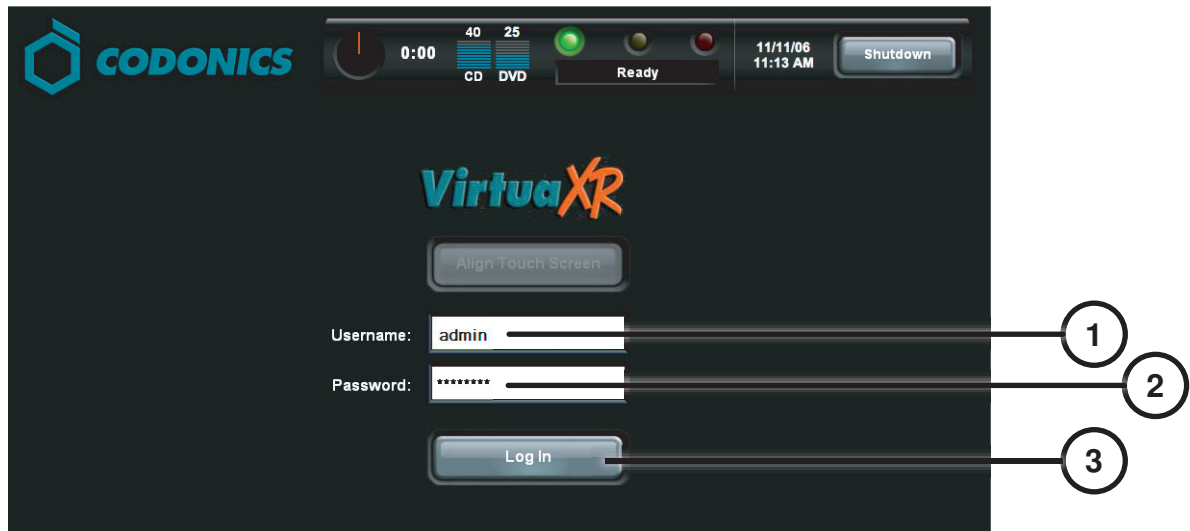 CODONICS
0:00
40 25
CD DVD
Ready
11/11/06
11:13 AM
Shutdown
VirtuaXR
Align Touch Screen
Username: admin
1
Password: ********
2
Log In
3